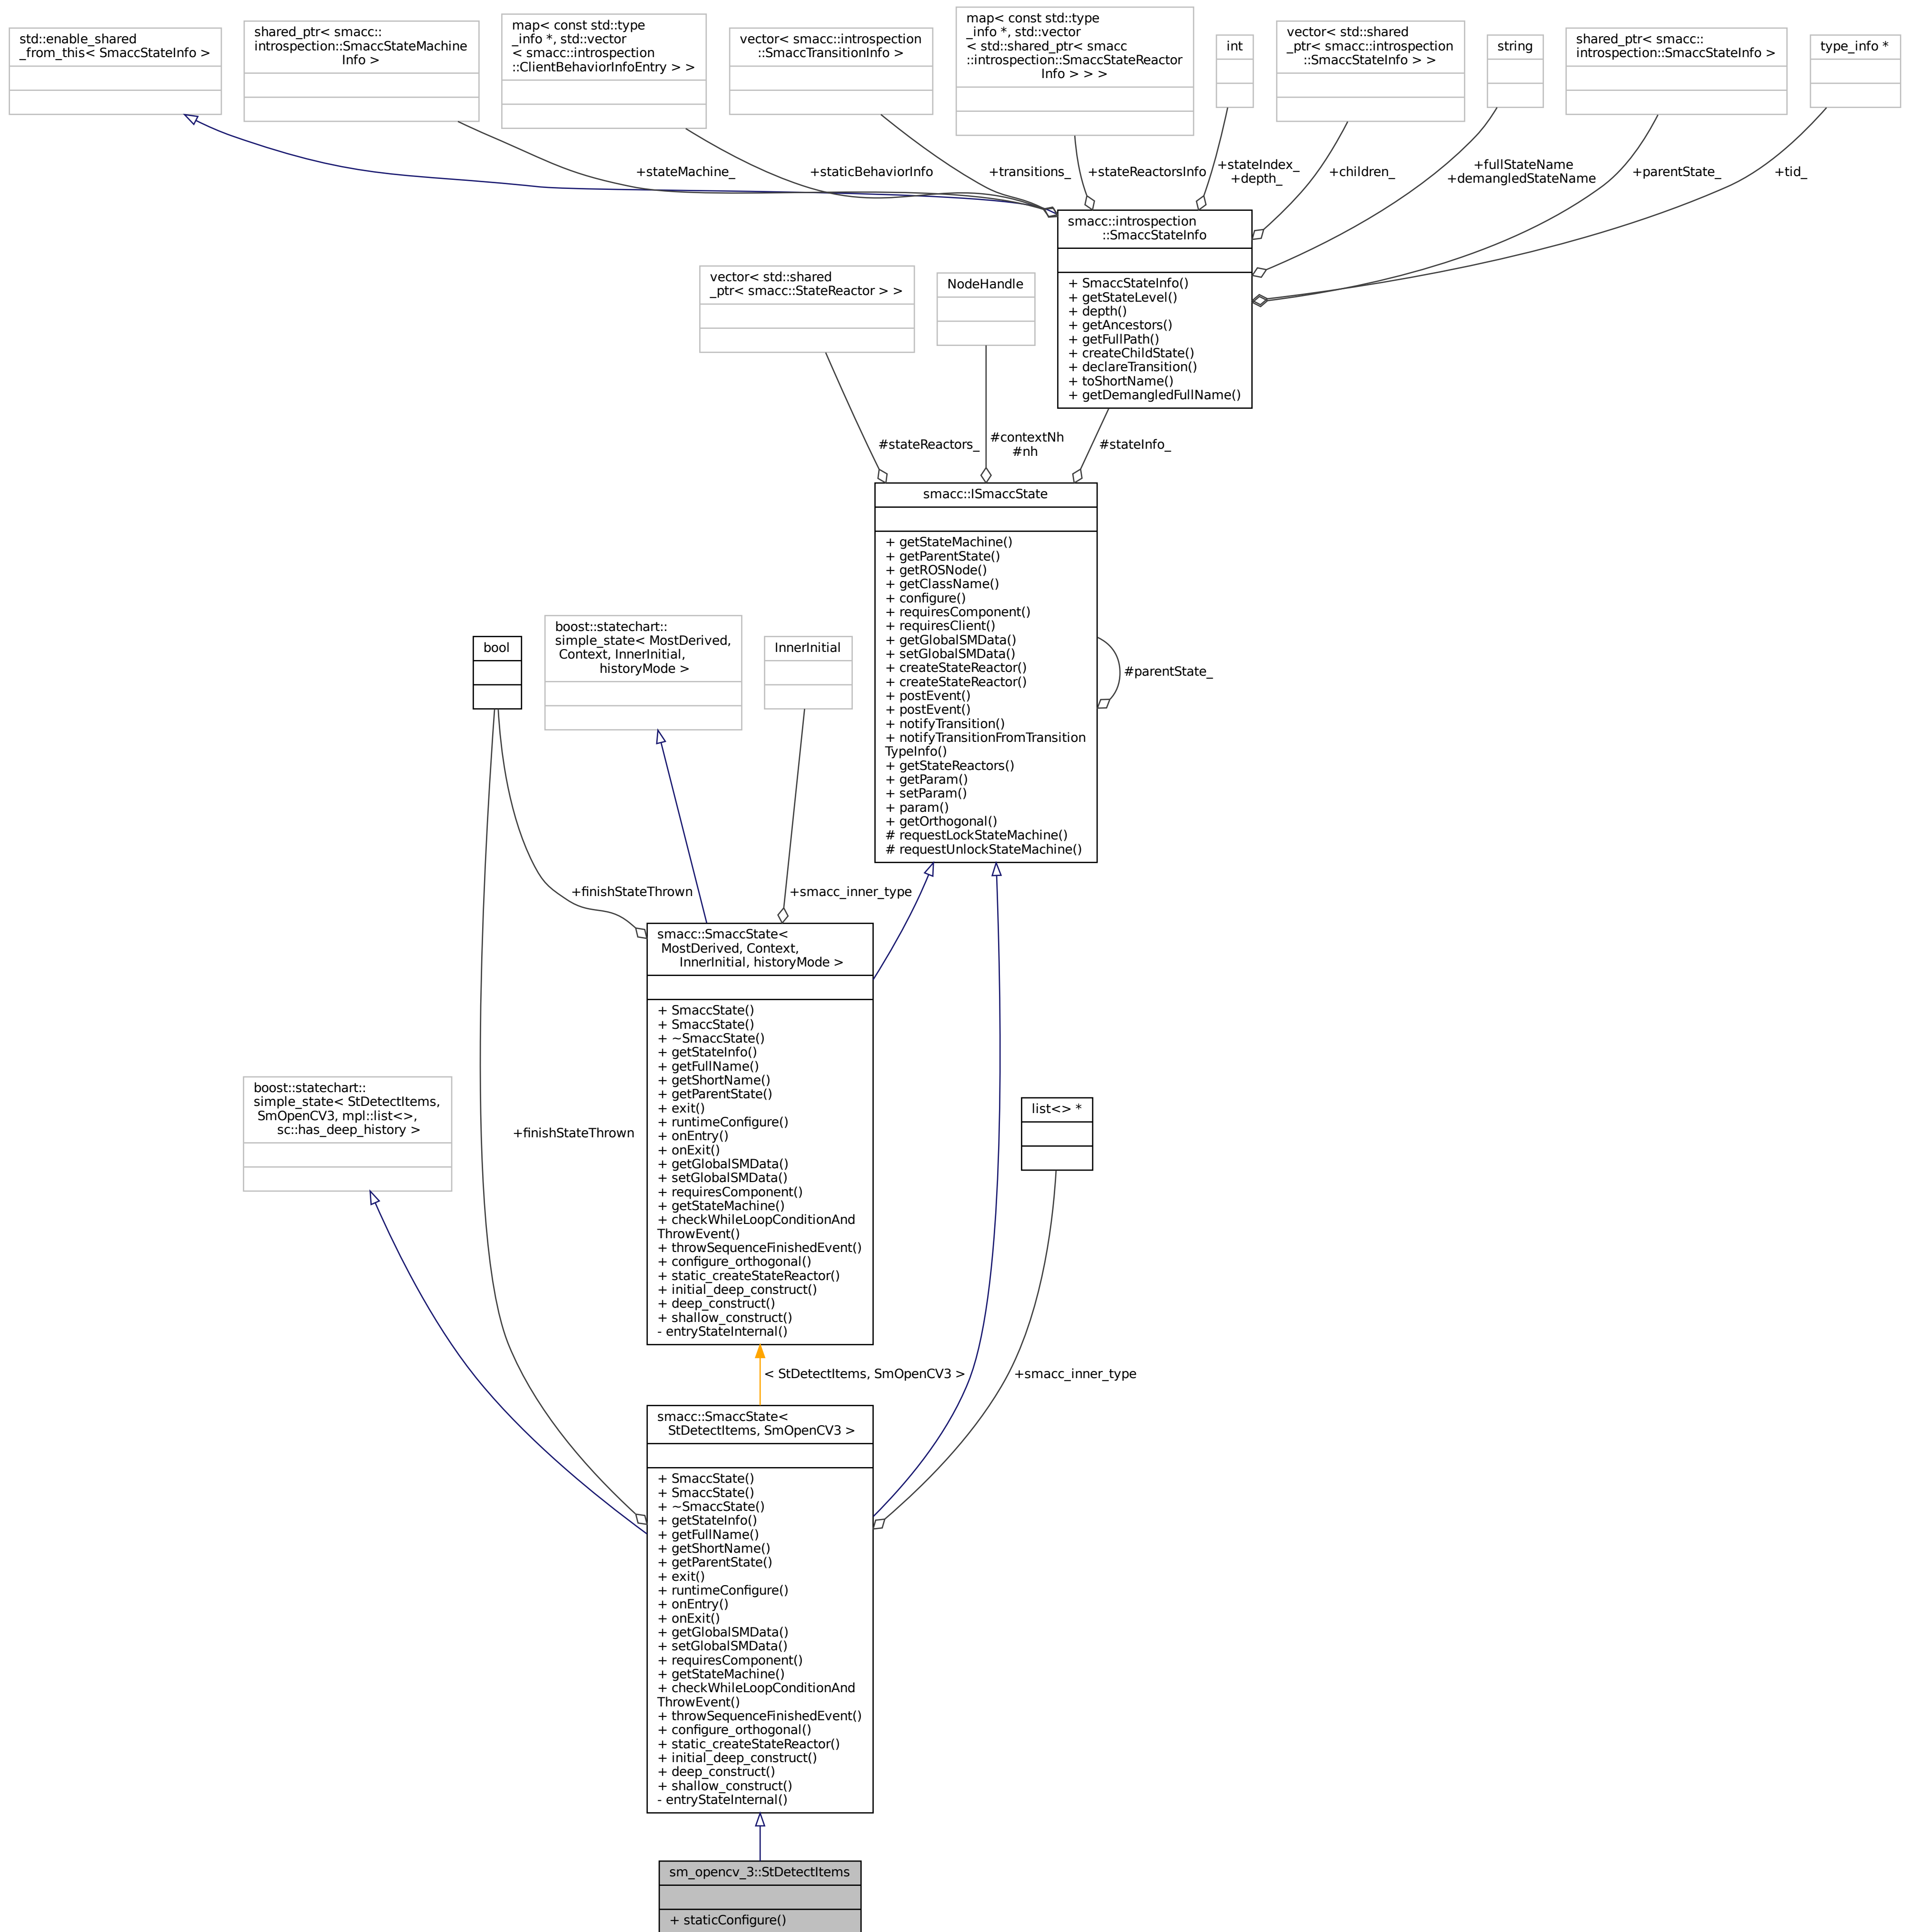 std::enable_shared
_from_this< SmaccStateInfo >
shared_ptr< smacc::
introspection::SmaccStateMachine
Info >
map< const std::type
_info *, std::vector
< smacc::introspection
::ClientBehaviorInfoEntry > >
vector< smacc::introspection
::SmaccTransitionInfo >
map< const std::type
_info *, std::vector
< std::shared_ptr< smacc
::introspection::SmaccStateReactor
Info > > >
int
vector< std::shared
_ptr< smacc::introspection
::SmaccStateInfo > >
string
shared_ptr< smacc::
introspection::SmaccStateInfo >
type_info *
+stateMachine_
+staticBehaviorInfo
+transitions_
+stateReactorsInfo
+stateIndex_
+depth_
+children_
+fullStateName
+demangledStateName
+parentState_
+tid_
smacc::introspection
::SmaccStateInfo
+ SmaccStateInfo()
+ getStateLevel()
+ depth()
+ getAncestors()
+ getFullPath()
+ createChildState()
+ declareTransition()
+ toShortName()
+ getDemangledFullName()
vector< std::shared
_ptr< smacc::StateReactor > >
NodeHandle
#stateReactors_
#contextNh
#nh
#stateInfo_
smacc::ISmaccState
+ getStateMachine()
+ getParentState()
+ getROSNode()
+ getClassName()
+ configure()
+ requiresComponent()
+ requiresClient()
+ getGlobalSMData()
+ setGlobalSMData()
+ createStateReactor()
+ createStateReactor()
+ postEvent()
+ postEvent()
+ notifyTransition()
+ notifyTransitionFromTransition
TypeInfo()
+ getStateReactors()
+ getParam()
+ setParam()
+ param()
+ getOrthogonal()
# requestLockStateMachine()
# requestUnlockStateMachine()
#parentState_
bool
boost::statechart::
simple_state< MostDerived,
Context, InnerInitial,
historyMode >
InnerInitial
+finishStateThrown
+smacc_inner_type
smacc::SmaccState<
MostDerived, Context,
InnerInitial, historyMode >
+ SmaccState()
+ SmaccState()
+ ~SmaccState()
+ getStateInfo()
+ getFullName()
+ getShortName()
+ getParentState()
+ exit()
+ runtimeConfigure()
+ onEntry()
+ onExit()
+ getGlobalSMData()
+ setGlobalSMData()
+ requiresComponent()
+ getStateMachine()
+ checkWhileLoopConditionAnd
ThrowEvent()
+ throwSequenceFinishedEvent()
+ configure_orthogonal()
+ static_createStateReactor()
+ initial_deep_construct()
+ deep_construct()
+ shallow_construct()
- entryStateInternal()
boost::statechart::
simple_state< StDetectItems,
SmOpenCV3, mpl::list<>,
sc::has_deep_history >
+finishStateThrown
list<> *
< StDetectItems, SmOpenCV3 >
+smacc_inner_type
smacc::SmaccState<
StDetectItems, SmOpenCV3 >
+ SmaccState()
+ SmaccState()
+ ~SmaccState()
+ getStateInfo()
+ getFullName()
+ getShortName()
+ getParentState()
+ exit()
+ runtimeConfigure()
+ onEntry()
+ onExit()
+ getGlobalSMData()
+ setGlobalSMData()
+ requiresComponent()
+ getStateMachine()
+ checkWhileLoopConditionAnd
ThrowEvent()
+ throwSequenceFinishedEvent()
+ configure_orthogonal()
+ static_createStateReactor()
+ initial_deep_construct()
+ deep_construct()
+ shallow_construct()
- entryStateInternal()
sm_opencv_3::StDetectItems
+ staticConfigure()